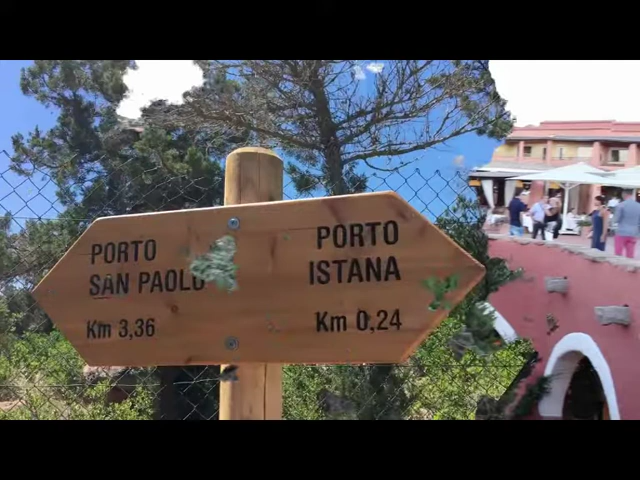 PORTO
SAN PAOLO
Km 3,36
PORTO
ISTANA
Km 0,24